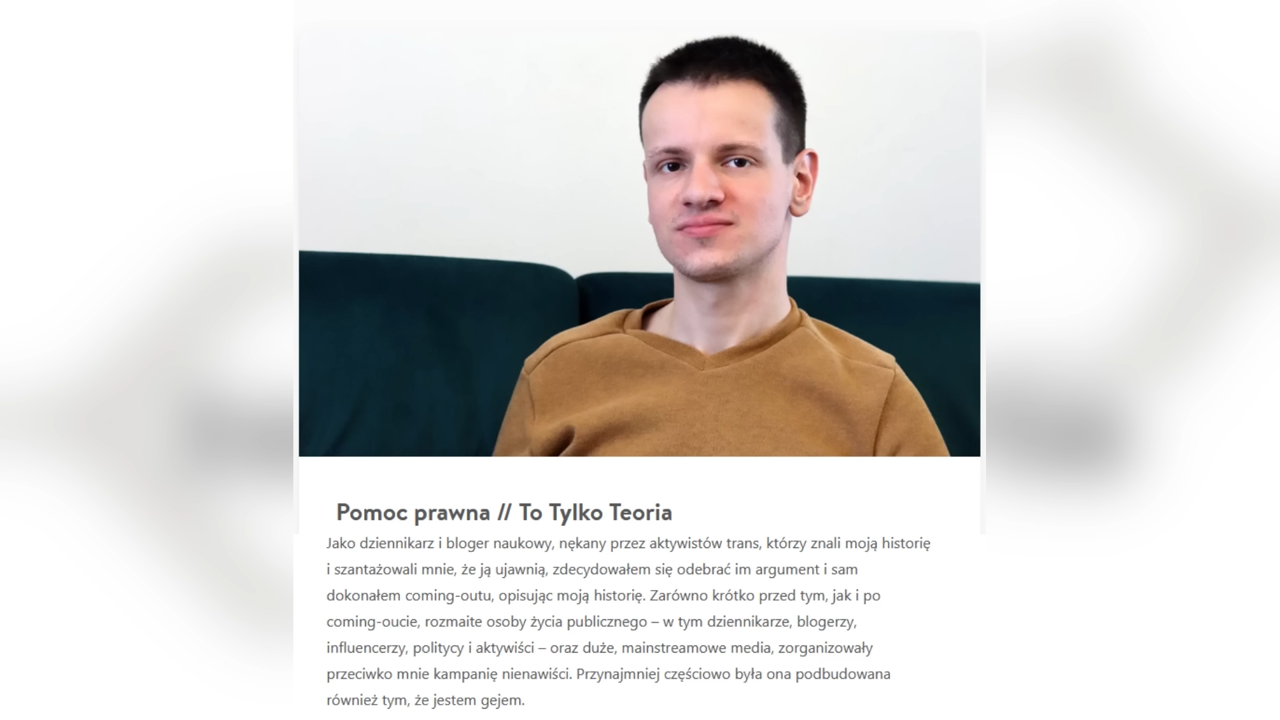 Pomoc prawna // To Tylko Teoria
Jako dziennikarz i bloger naukowy, nękany przez aktywistów trans, którzy znali moją historię
i szantażowali mnie, że ją ujawnią, zdecydowałem się odebrać im argument i sam
dokonałem coming-outu, opisując moją historię. Zarówno krótko przed tym, jak i po
coming-oucie, rozmaite osoby życia publicznego – w tym dziennikarze, blogerzy,
influencerzy, politycy i aktywiści – oraz duże, mainstreamowe media, zorganizowały
przeciwko mnie kampanię nienawiści. Przynajmniej częściowo była ona podbudowana
również tym, że jestem gejem.